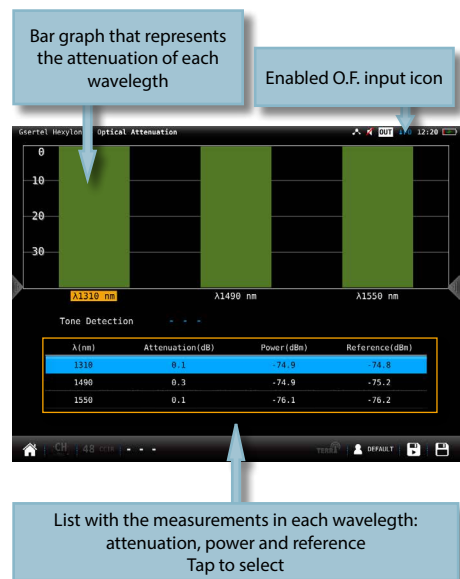 Bar graph that represents
the attenuation of each
wavelegth
Enabled O.F. input icon
Gsertel Hexylon Optical Attenuation OUT 12:20
0
10
20
30
λ1310 nm λ1490 nm λ1550 nm
Tone Detection - - -
λ(nm) Attenuation(dB) Power(dBm) Reference(dBm)
1310 0.1 -74.9 -74.8
1490 0.3 -74.9 -75.2
1550 0.1 -76.1 -76.2
CH 48 CCIR - - - TERRA DEFAULT
List with the measurements in each wavelegth:
attenuation, power and reference
Tap to select